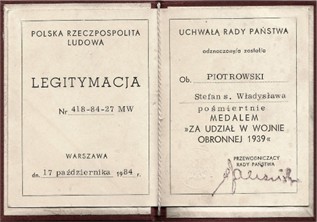 POLSKA RZECZPOSPOLITA
LUDOWA
LEGITYMACJA
Nr 418-84-27 MW
WARSZAWA
dn. 17 października 1984 r.
UCHWAŁĄ RADY PAŃSTWA
odznaczony/a został/a
Ob. PIOTROWSKI
Stefan s. Władysława
pośmiertnie
MEDALEM
»ZA UDZIAŁ W WOJNIE
OBRONNEJ 1939«
PRZEWODNICZĄCY
RADY PAŃSTWA